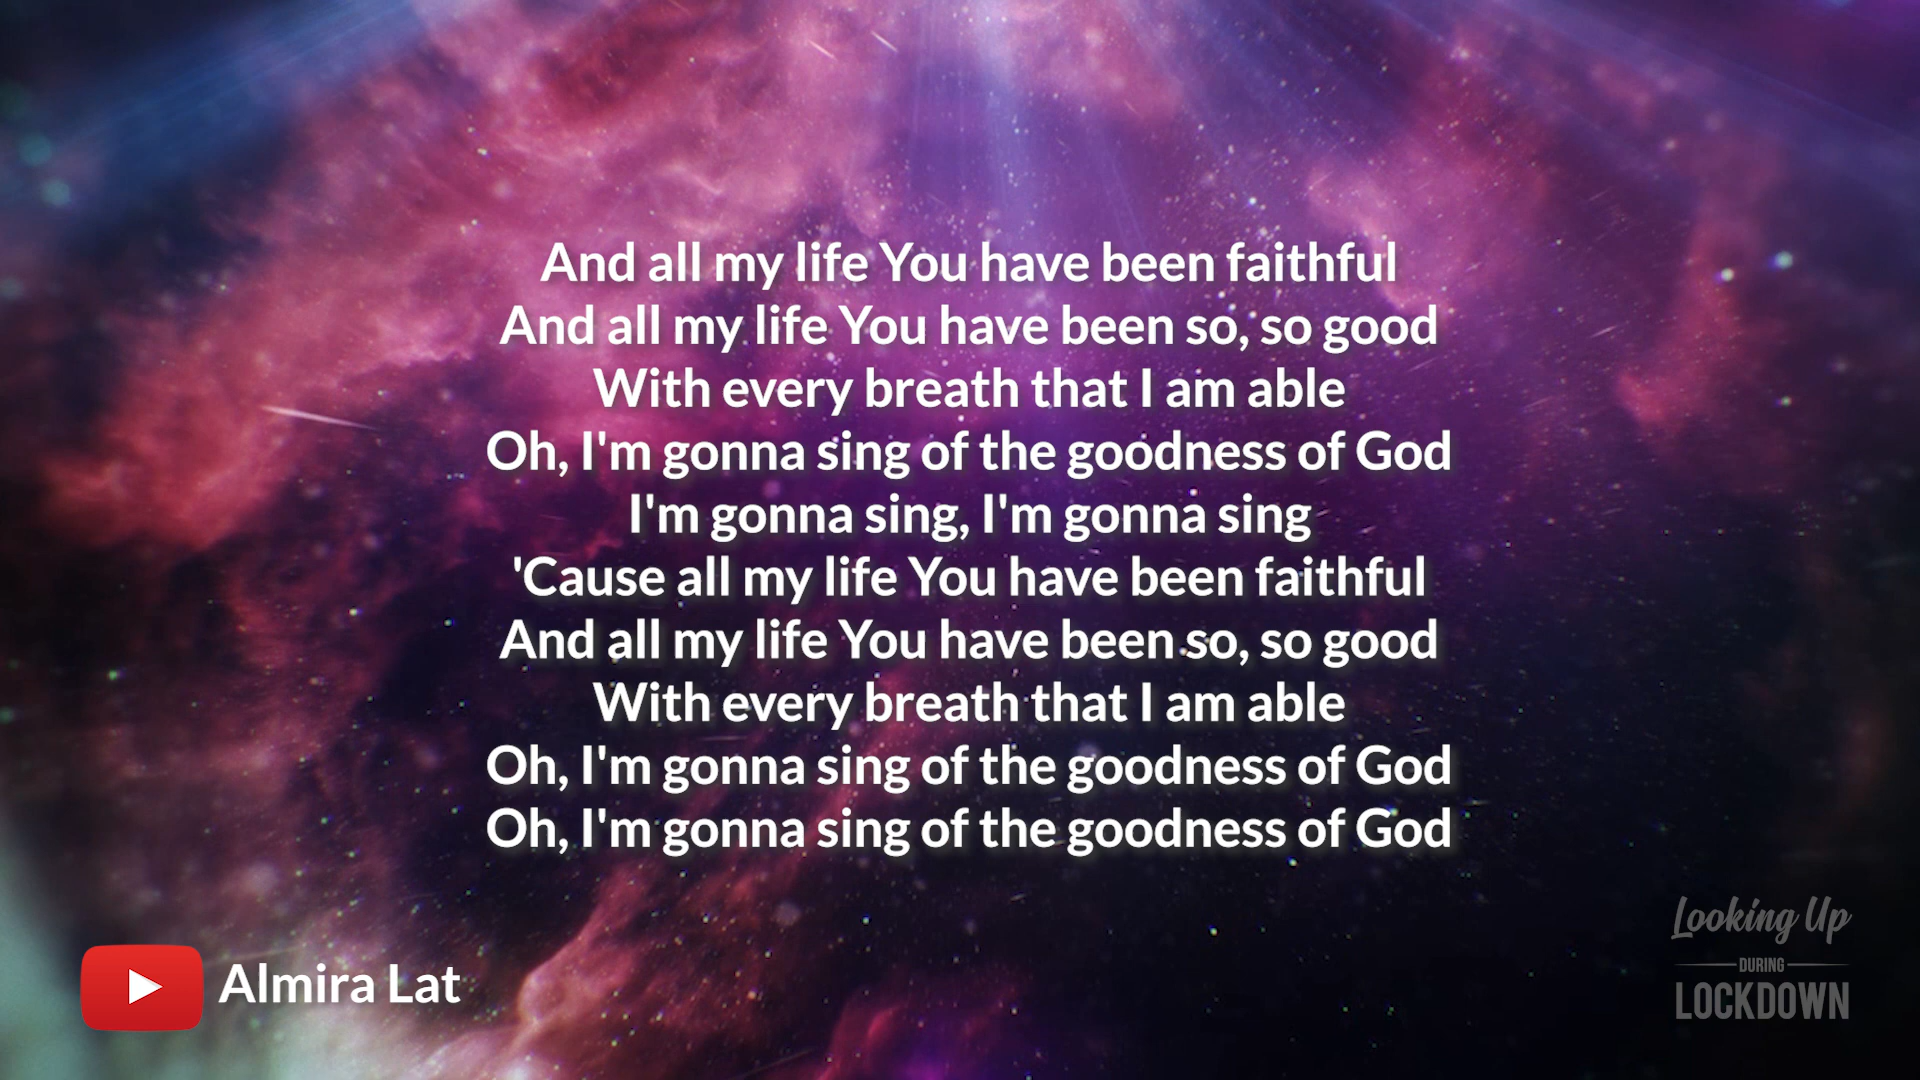 And all my life You have been faithful
And all my life You have been so, so good
With every breath that I am able
Oh, I'm gonna sing of the goodness of God
I'm gonna sing, I'm gonna sing
'Cause all my life You have been faithful
And all my life You have been so, so good
With every breath that I am able
Oh, I'm gonna sing of the goodness of God
Oh, I'm gonna sing of the goodness of God
Almira Lat
Looking Up
DURING
LOCKDOWN